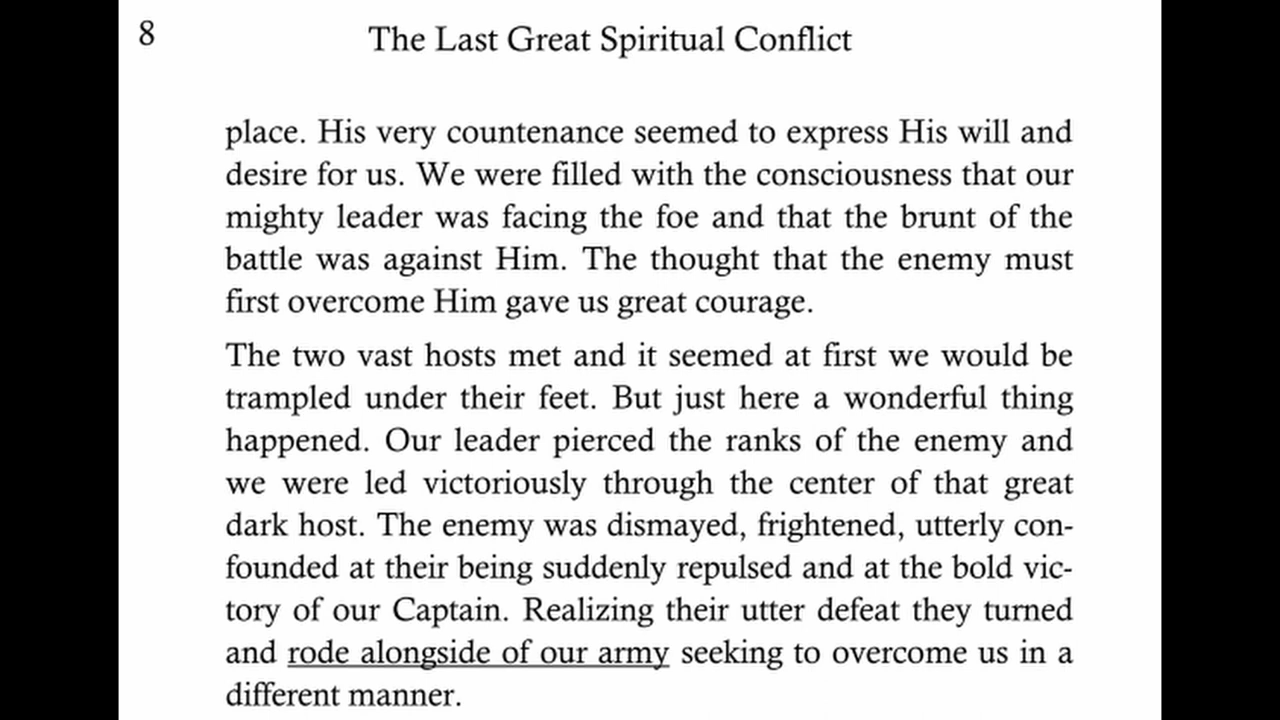 8
The Last Great Spiritual Conflict
place. His very countenance seemed to express His will and
desire for us. We were filled with the consciousness that our
mighty leader was facing the foe and that the brunt of the
battle was against Him. The thought that the enemy must
first overcome Him gave us great courage.
The two vast hosts met and it seemed at first we would be
trampled under their feet. But just here a wonderful thing
happened. Our leader pierced the ranks of the enemy and
we were led victoriously through the center of that great
dark host. The enemy was dismayed, frightened, utterly con-
founded at their being suddenly repulsed and at the bold vic-
tory of our Captain. Realizing their utter defeat they turned
and rode alongside of our army seeking to overcome us in a
different manner.